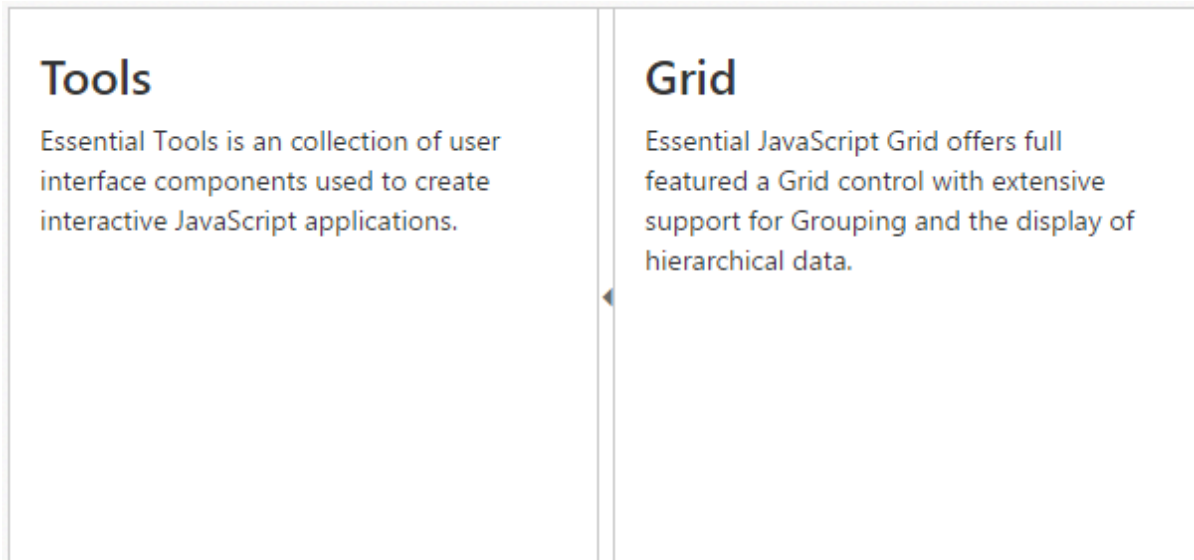 Tools
Essential Tools is an collection of user
interface components used to create
interactive JavaScript applications.
Grid
Essential JavaScript Grid offers full
featured a Grid control with extensive
support for Grouping and the display of
hierarchical data.